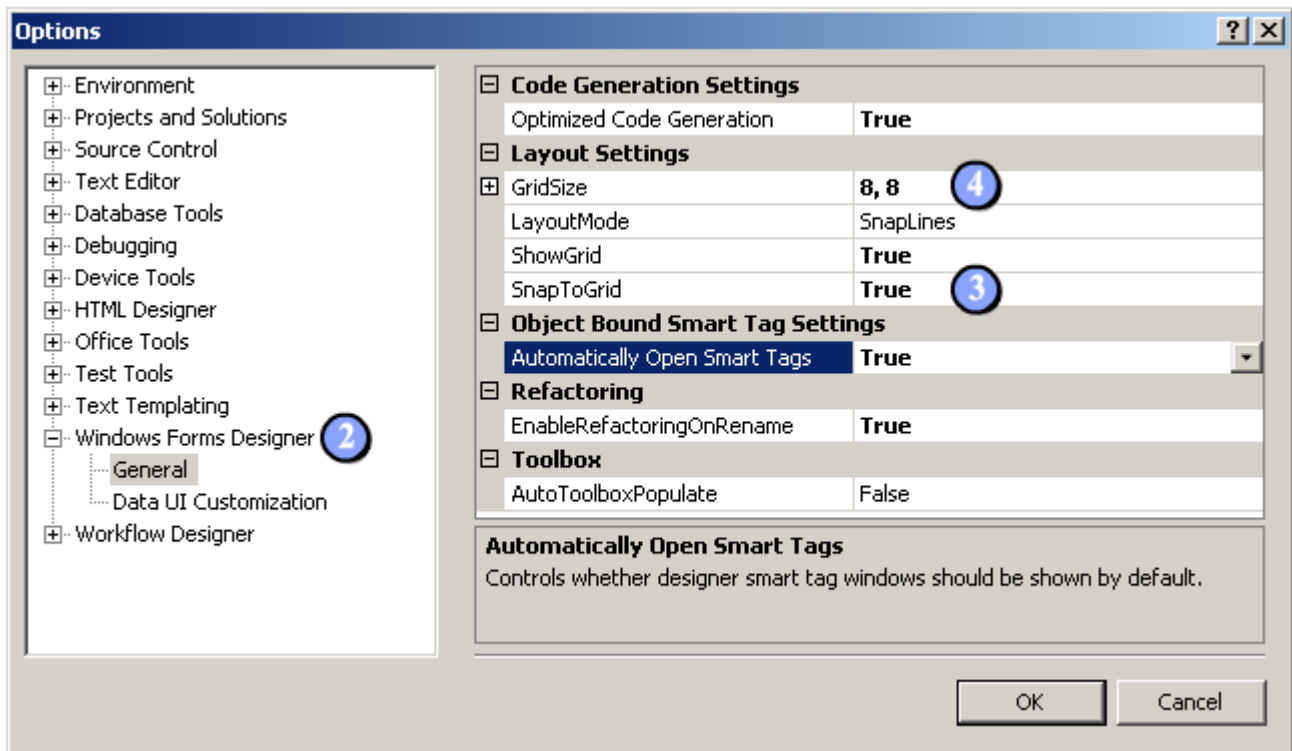 Options
Environment
Projects and Solutions
Source Control
Text Editor
Database Tools
Debugging
Device Tools
HTML Designer
Office Tools
Test Tools
Text Templating
Windows Forms Designer 2
General
Data UI Customization
Workflow Designer
Code Generation Settings
Optimized Code Generation True
Layout Settings
GridSize 8, 8 4
LayoutMode SnapLines
ShowGrid True
SnapToGrid True 3
Object Bound Smart Tag Settings
Automatically Open Smart Tags True
Refactoring
EnableRefactoringOnRename True
Toolbox
AutoToolboxPopulate False
Automatically Open Smart Tags
Controls whether designer smart tag windows should be shown by default.
OK Cancel